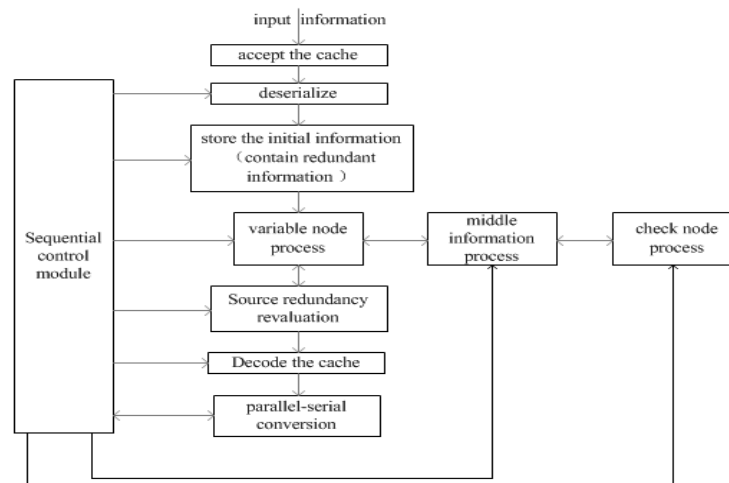 input information
accept the cache
deserialize
store the initial information
（contain redundant
information ）
Sequential
control
module
variable node
process
middle
information
process
check node
process
Source redundancy
revaluation
Decode the cache
parallel-serial
conversion